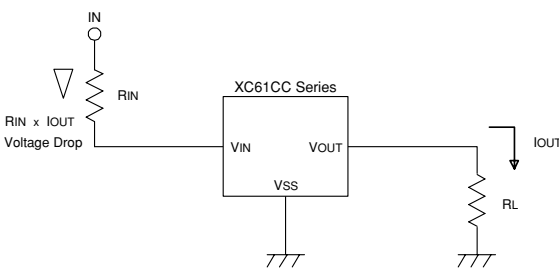 IN
XC61CC Series
RIN
RIN x IOUT
Voltage Drop
VIN
VOUT
IOUT
VSS
RL